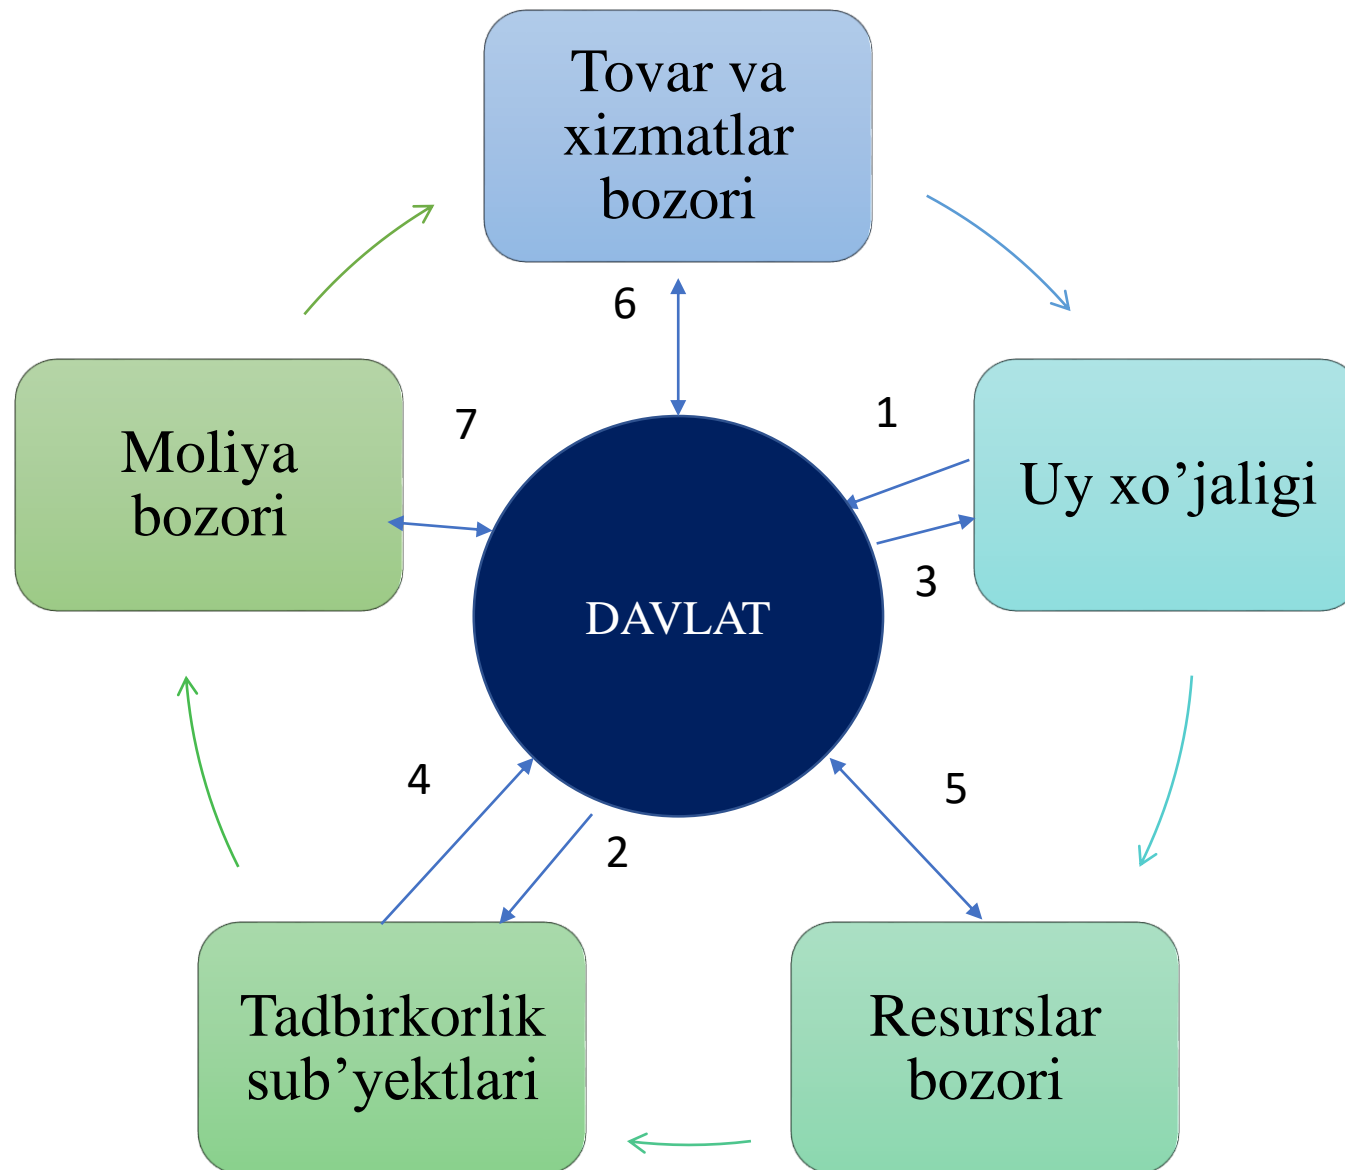 Tovar va
xizmatlar
bozori
6
1
7
Moliya
bozori
Uy xo’jaligi
3
DAVLAT
4
5
2
Tadbirkorlik
sub’yektlari
Resurslar
bozori